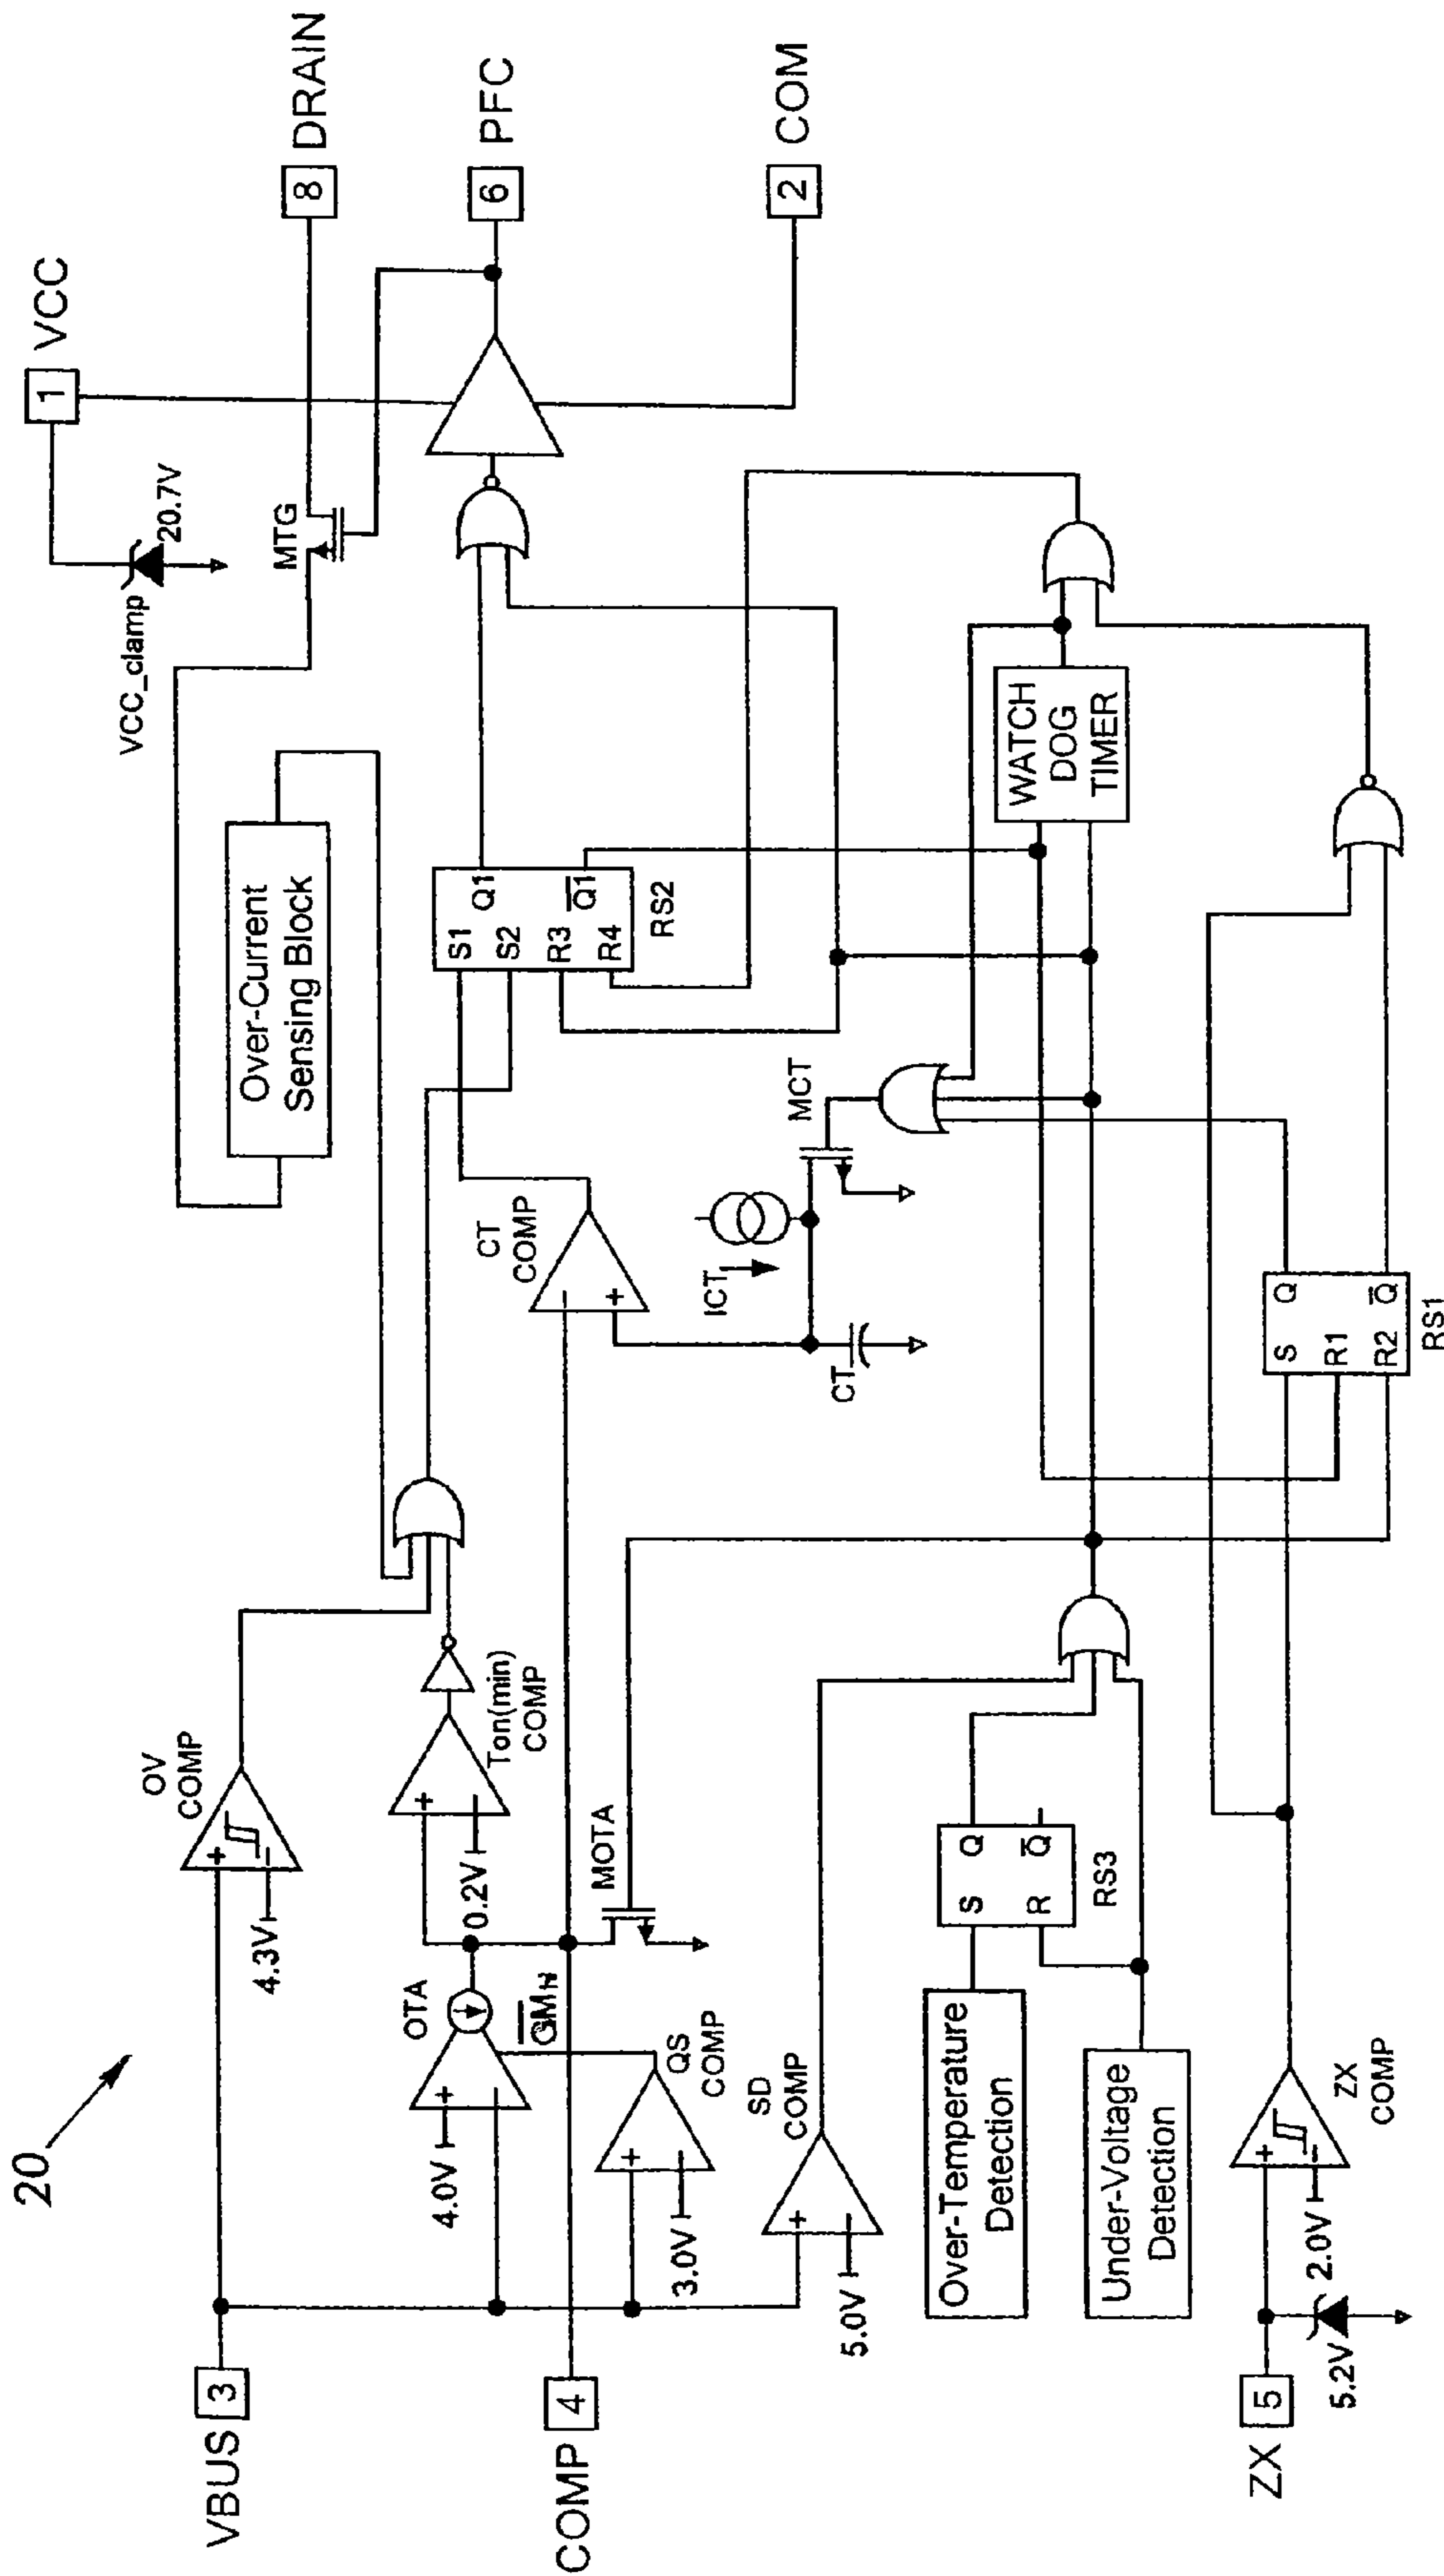 20
VBUS
3
COMP
4
ZX
5
5.2V
2.0V
ZX
COMP
4.3V
OV
COMP
4.0V
OTA
GM
QS
COMP
3.0V
0.2V
Ton(min)
COMP
MOTA
5.0V
SD
COMP
Over-Temperature
Detection
Under-Voltage
Detection
S
R
Q
Q̅
RS3
S
R1
R2
Q
Q̅
RS1
CT
ICT
CT
COMP
MCT
S1
S2
R3
R4
Q1
Q̅1
RS2
Over-Current
Sensing Block
WATCH
DOG
TIMER
VCC_clamp
20.7V
MTG
1
VCC
8
DRAIN
6
PFC
2
COM
+
-
+
-
+
-
+
-
+
-
+
-
+
-